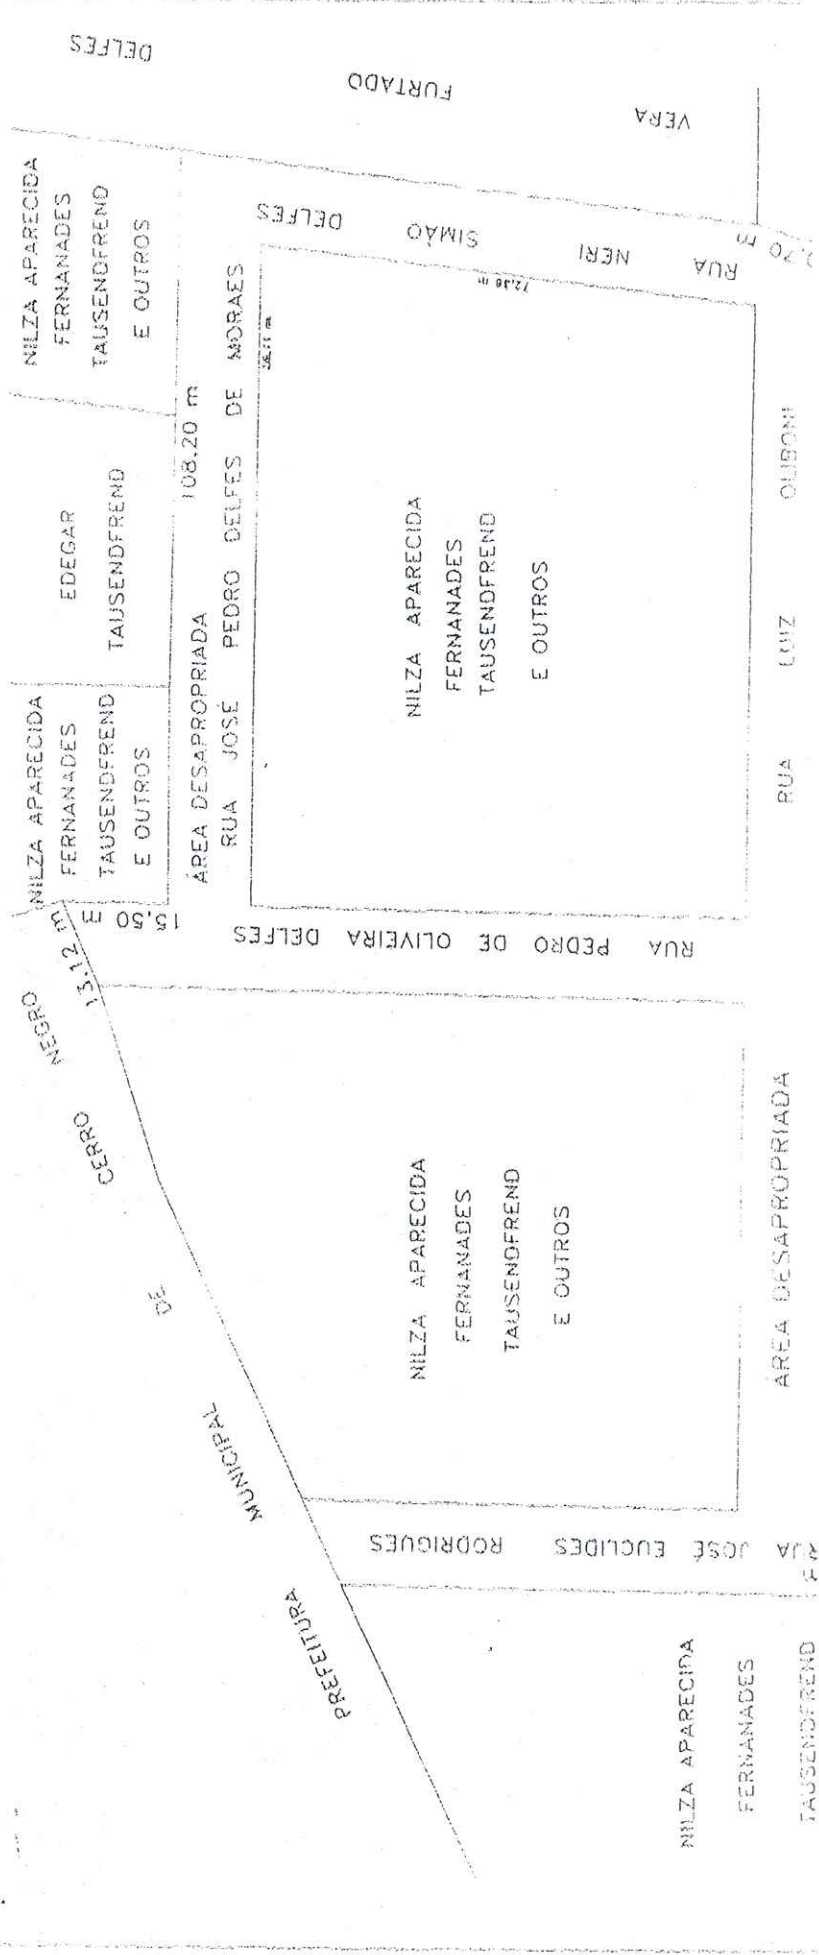 PREFEITURA MUNICIPAL DE CERRO NEGRO
13,12 m
NILZA APARECIDA
FERNANADES
TAUSENDFREND
E OUTROS
15,50 m
EDEGAR
TAUSENDFREND
NILZA APARECIDA
FERNANADES
TAUSENDFREND
E OUTROS
ÁREA DESAPROPRIADA 108,20 m
RUA JOSÉ PEDRO DELFES DE MORAES
RUA PEDRO DE OLIVEIRA DELFES
NILZA APARECIDA
FERNANADES
TAUSENDFREND
E OUTROS
72,38 m
RUA NERI SIMÃO DELFES
VERA FURTADO DELFES
NILZA APARECIDA
FERNANADES
TAUSENDFREND
E OUTROS
RUA JOSÉ EUCLIDES RODRIGUES
NILZA APARECIDA
FERNANADES
TAUSENDFREND
ÁREA DESAPROPRIADA
RUA LUIZ OLIBONI